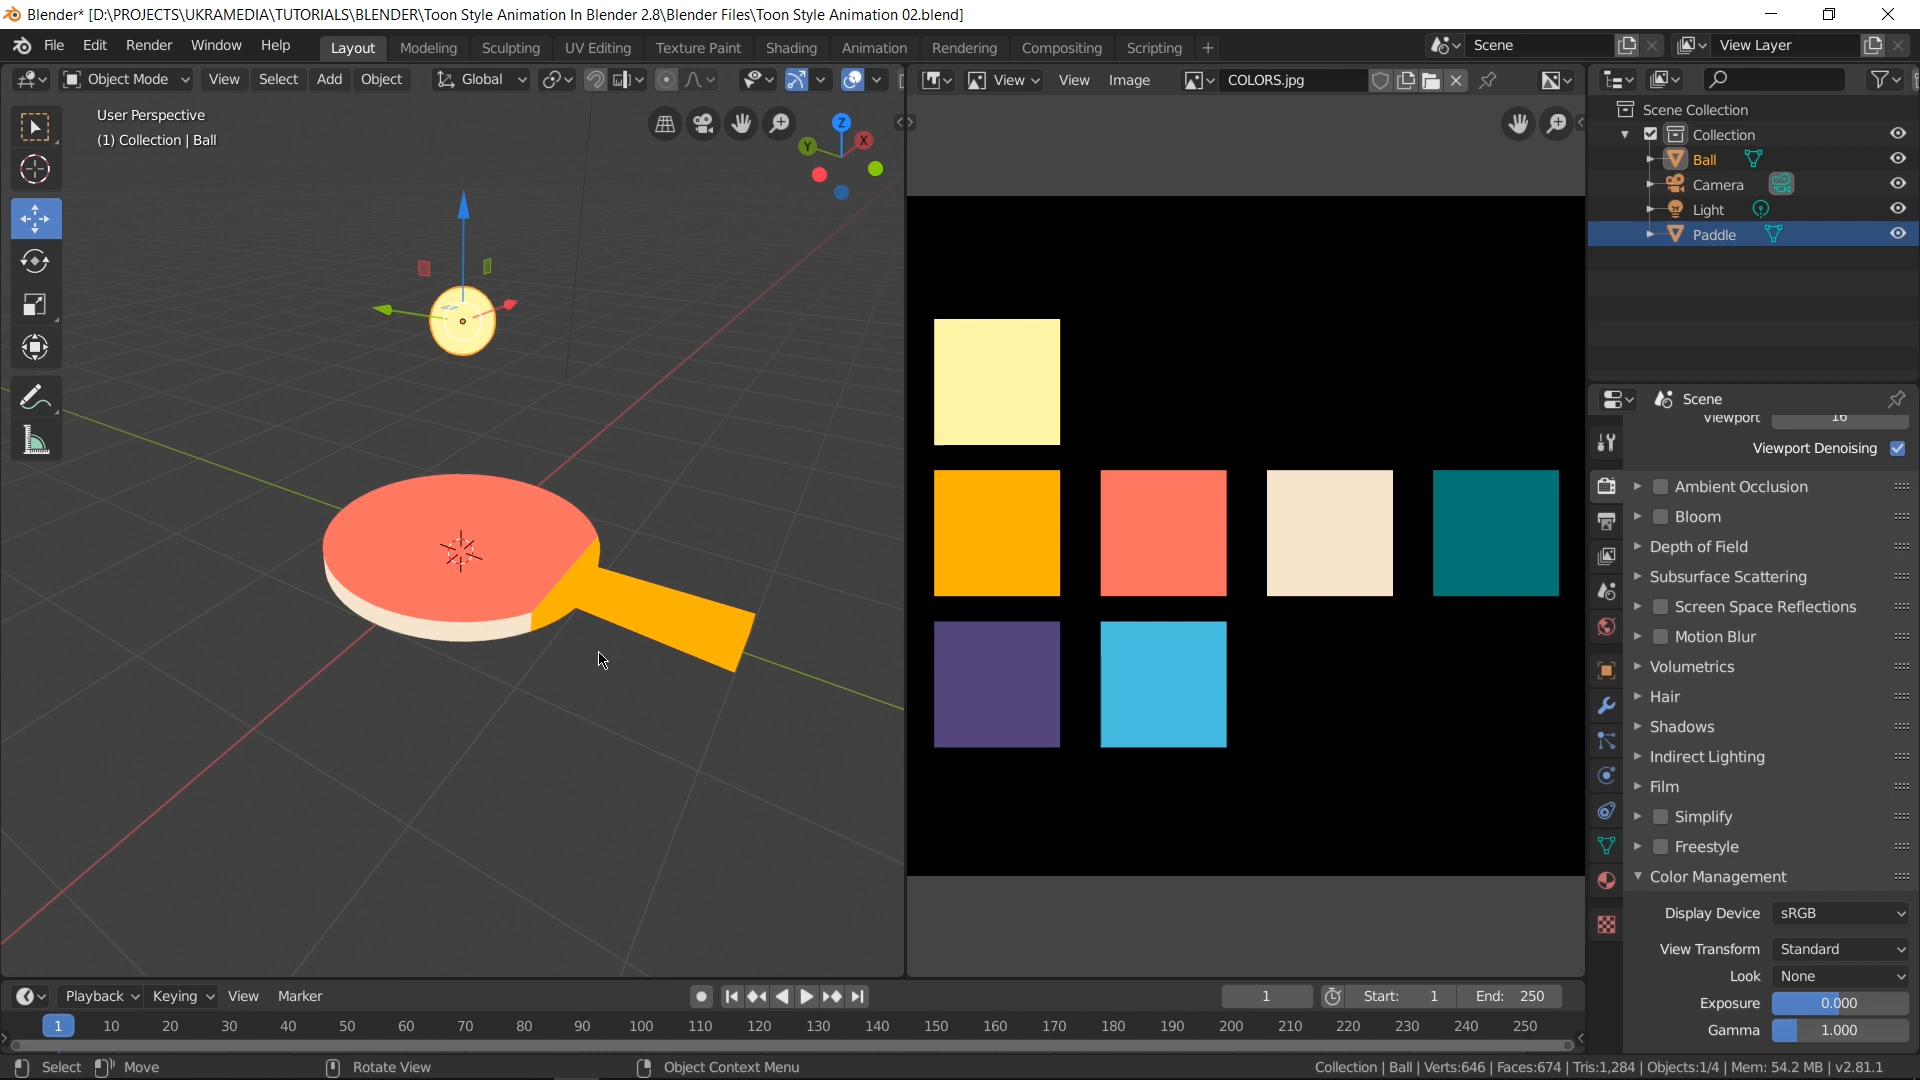 Blender* [D:\PROJECTS\UKRAMEDIA\TUTORIALS\BLENDER\Toon Style Animation In Blender 2.8\Blender Files\Toon Style Animation 02.blend]
File Edit Render Window Help Layout Modeling Sculpting UV Editing Texture Paint Shading Animation Rendering Compositing Scripting + Scene View Layer
Object Mode View Select Add Object Global View View Image COLORS.jpg
User Perspective
(1) Collection | Ball
Z
X
Y
Scene Collection
Collection
Ball
Camera
Light
Paddle
Scene
Viewport 16
Viewport Denoising
Ambient Occlusion
Bloom
Depth of Field
Subsurface Scattering
Screen Space Reflections
Motion Blur
Volumetrics
Hair
Shadows
Indirect Lighting
Film
Simplify
Freestyle
Color Management
Display Device sRGB
View Transform Standard
Look None
Exposure 0.000
Gamma 1.000
Playback Keying View Marker 1 Start: 1 End: 250
1 10 20 30 40 50 60 70 80 90 100 110 120 130 140 150 160 170 180 190 200 210 220 230 240 250
Select Move Rotate View Object Context Menu Collection | Ball | Verts:646 | Faces:674 | Tris:1,284 | Objects:1/4 | Mem: 54.2 MB | v2.81.1